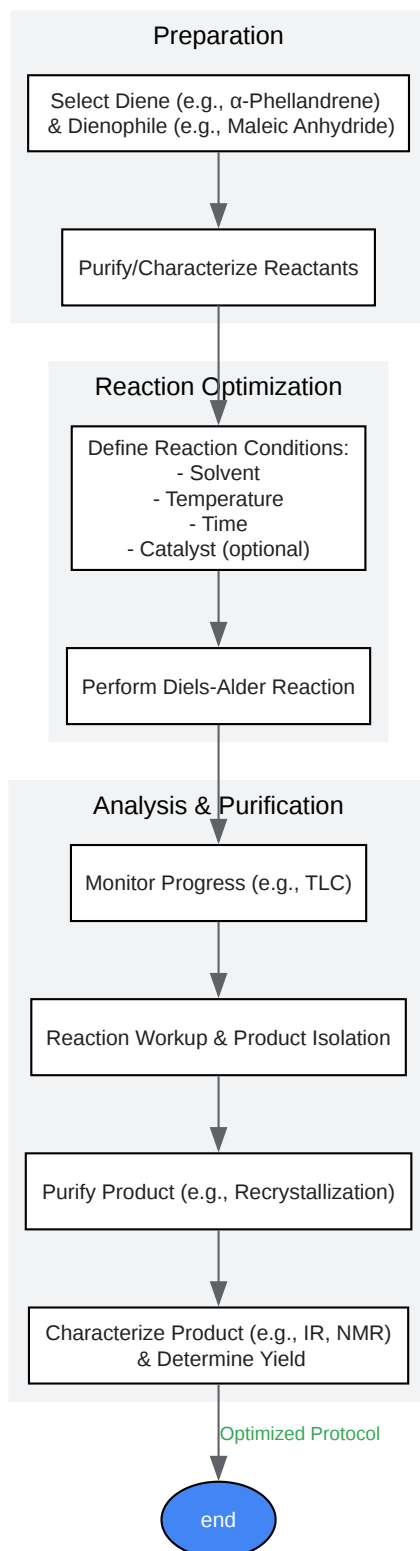 Preparation
Select Diene (e.g., α-Phellandrene)
& Dienophile (e.g., Maleic Anhydride)
Purify/Characterize Reactants
Reaction Optimization
Define Reaction Conditions:
- Solvent
- Temperature
- Time
- Catalyst (optional)
Perform Diels-Alder Reaction
Analysis & Purification
Monitor Progress (e.g., TLC)
Reaction Workup & Product Isolation
Purify Product (e.g., Recrystallization)
Characterize Product (e.g., IR, NMR)
& Determine Yield
Optimized Protocol
end